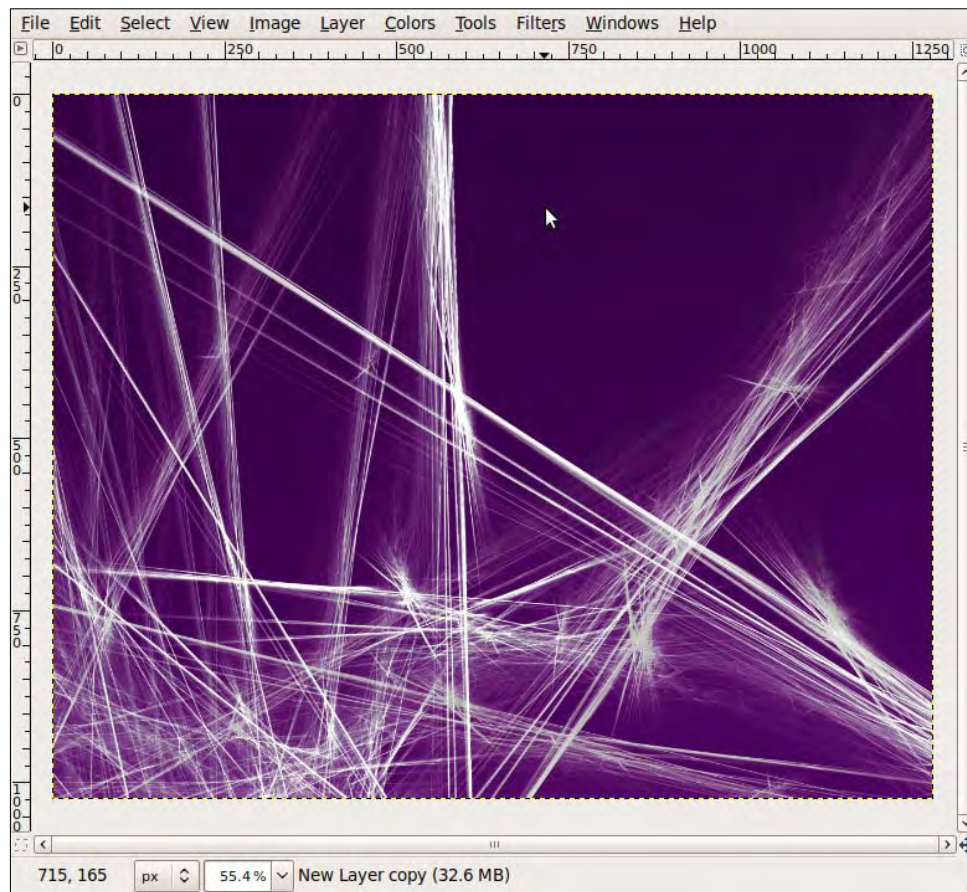 File Edit Select View Image Layer Colors Tools Filters Windows Help
0 250 500 750 1000 1250
0
250
500
750
1000
715, 165 px 55.4% New Layer copy (32.6 MB)